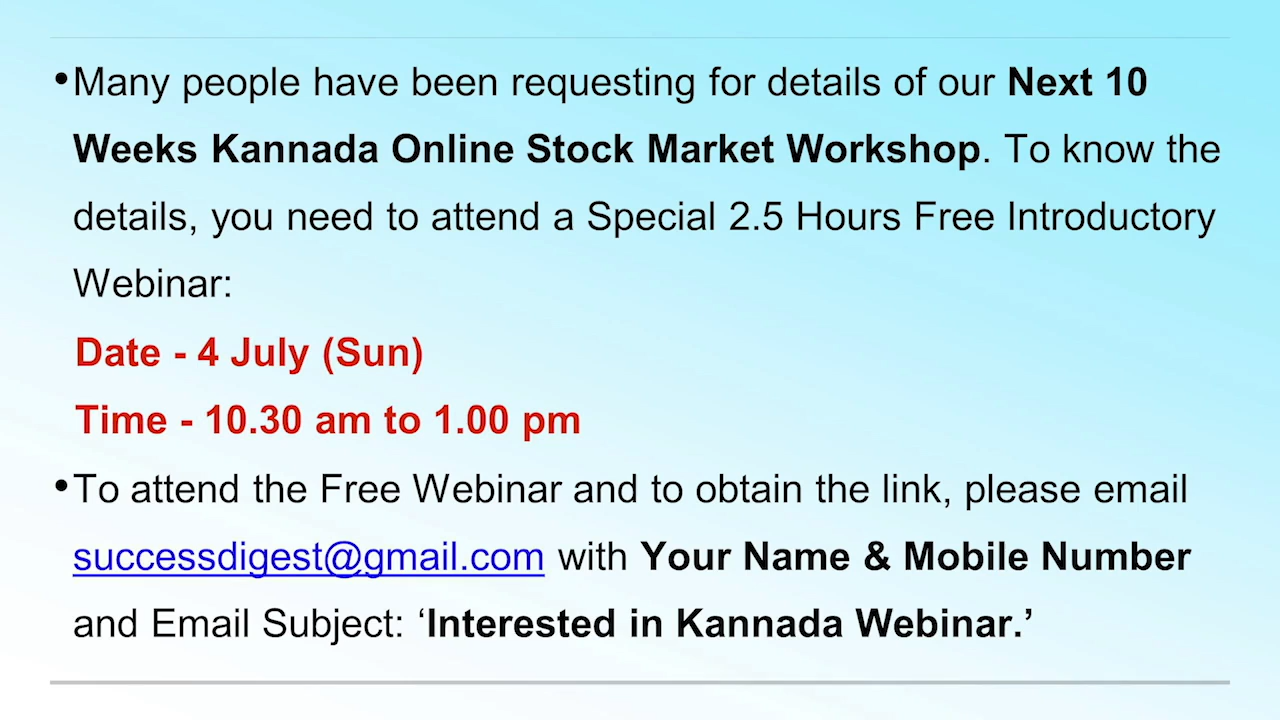 •Many people have been requesting for details of our Next 10
Weeks Kannada Online Stock Market Workshop. To know the
details, you need to attend a Special 2.5 Hours Free Introductory
Webinar:
Date - 4 July (Sun)
Time - 10.30 am to 1.00 pm
•To attend the Free Webinar and to obtain the link, please email
successdigest@gmail.com with Your Name & Mobile Number
and Email Subject: ‘Interested in Kannada Webinar.’